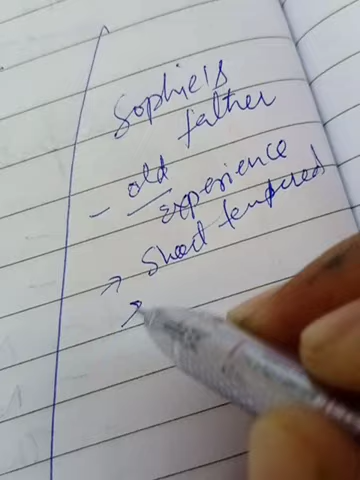 Sophie's
father
- old
experience
→ Short tempered
→